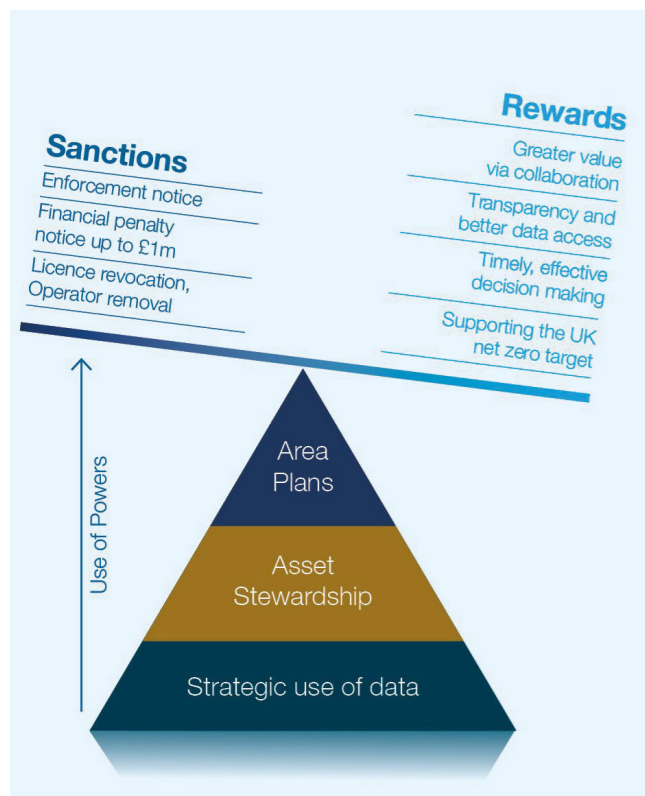 Sanctions
Enforcement notice
Financial penalty
notice up to £1m
Licence revocation,
Operator removal
Rewards
Greater value
via collaboration
Transparency and
better data access
Timely, effective
decision making
Supporting the UK
net zero target
Use of Powers
Area
Plans
Asset
Stewardship
Strategic use of data